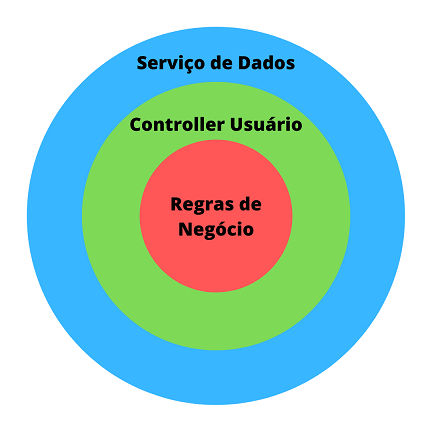 Serviço de Dados
Controller Usuário
Regras de
Negócio